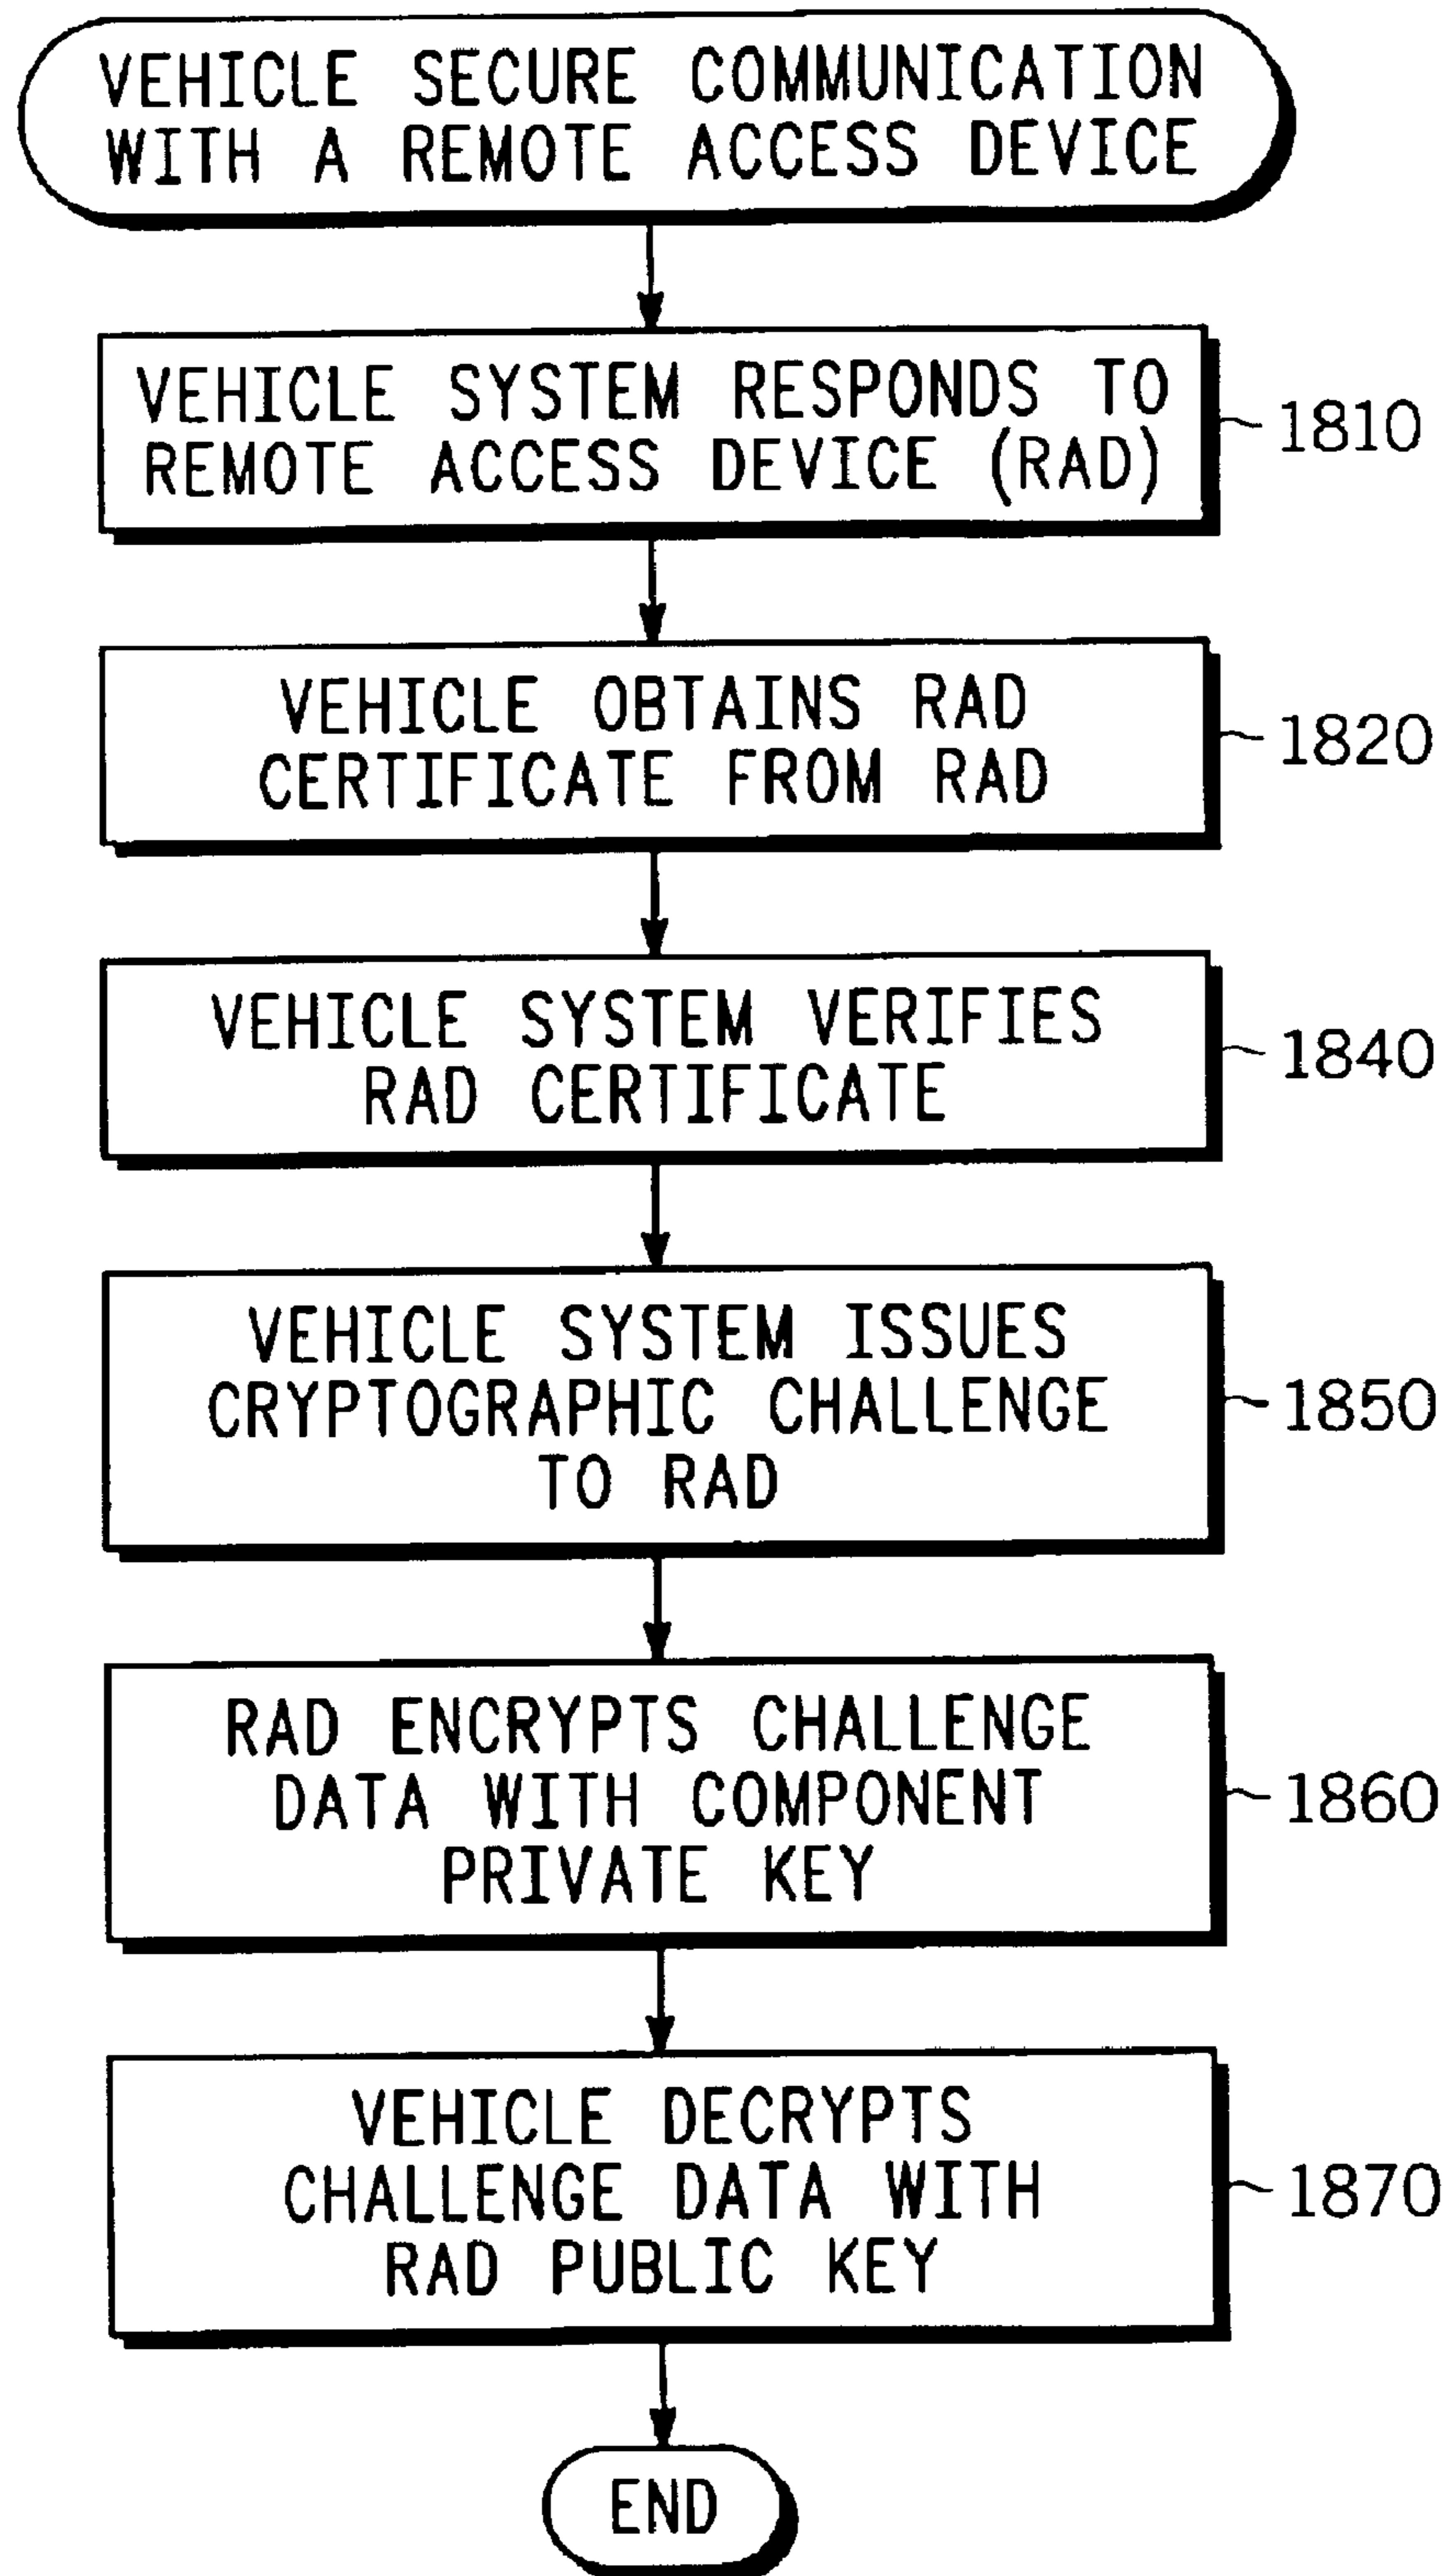 VEHICLE SECURE COMMUNICATION
WITH A REMOTE ACCESS DEVICE
VEHICLE SYSTEM RESPONDS TO
REMOTE ACCESS DEVICE (RAD)
1810
VEHICLE OBTAINS RAD
CERTIFICATE FROM RAD
1820
VEHICLE SYSTEM VERIFIES
RAD CERTIFICATE
1840
VEHICLE SYSTEM ISSUES
CRYPTOGRAPHIC CHALLENGE
TO RAD
1850
RAD ENCRYPTS CHALLENGE
DATA WITH COMPONENT
PRIVATE KEY
1860
VEHICLE DECRYPTS
CHALLENGE DATA WITH
RAD PUBLIC KEY
1870
END